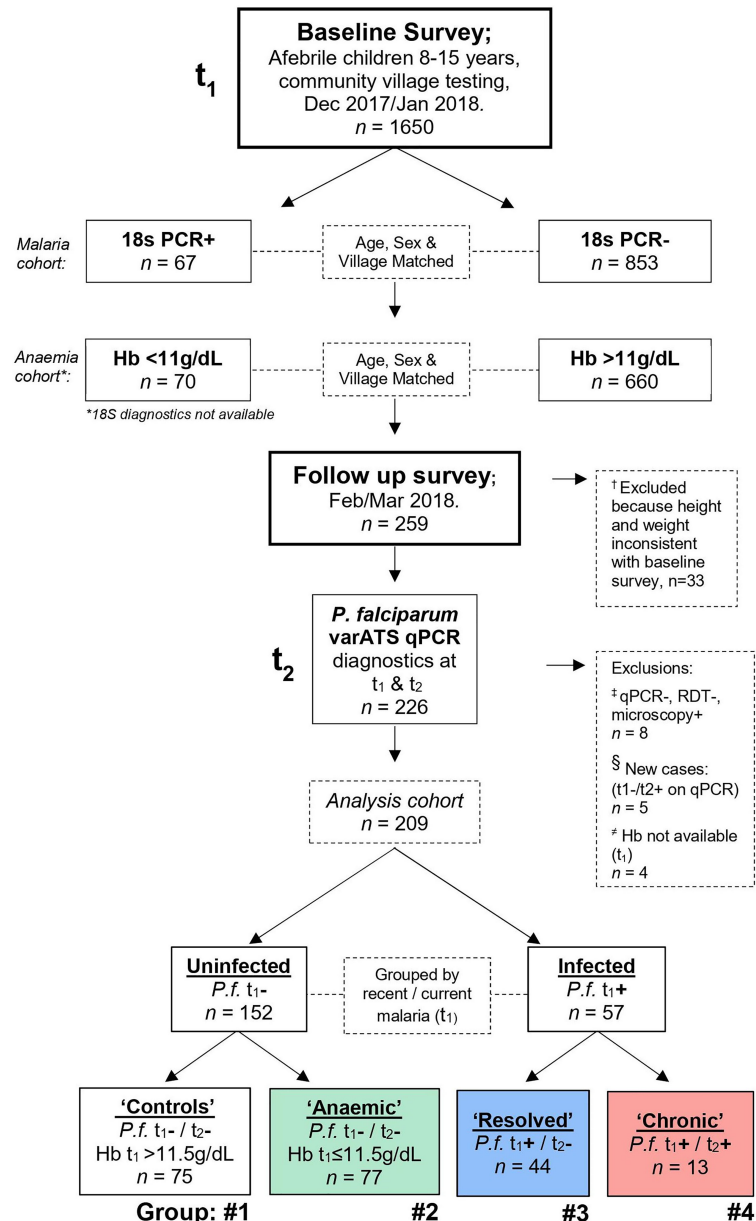 Baseline Survey;
Afebrile children 8-15 years,
community village testing,
Dec 2017/Jan 2018.
n = 1650
t1
Malaria
cohort:
18s PCR+
n = 67
Age, Sex &
Village Matched
18s PCR-
n = 853
Anaemia
cohort*:
Hb <11g/dL
n = 70
Age, Sex &
Village Matched
Hb >11g/dL
n = 660
*18S diagnostics not available
Follow up survey;
Feb/Mar 2018.
n = 259
†Excluded
because height
and weight
inconsistent
with baseline
survey, n=33
t2
P. falciparum
varATS qPCR
diagnostics at
t1 & t2
n = 226
Exclusions:
‡qPCR-, RDT-,
microscopy+
n = 8
§ New cases:
(t1-/t2+ on qPCR)
n = 5
≠ Hb not available
(t1)
n = 4
Analysis cohort
n = 209
Uninfected
P.f. t1-
n = 152
Grouped by
recent / current
malaria (t1)
Infected
P.f. t1+
n = 57
‘Controls’
P.f. t1- / t2-
Hb t1 >11.5g/dL
n = 75
‘Anaemic’
P.f. t1- / t2-
Hb t1≤11.5g/dL
n = 77
‘Resolved’
P.f. t1+ / t2-
n = 44
‘Chronic’
P.f. t1+ / t2+
n = 13
Group: #1
#2
#3
#4